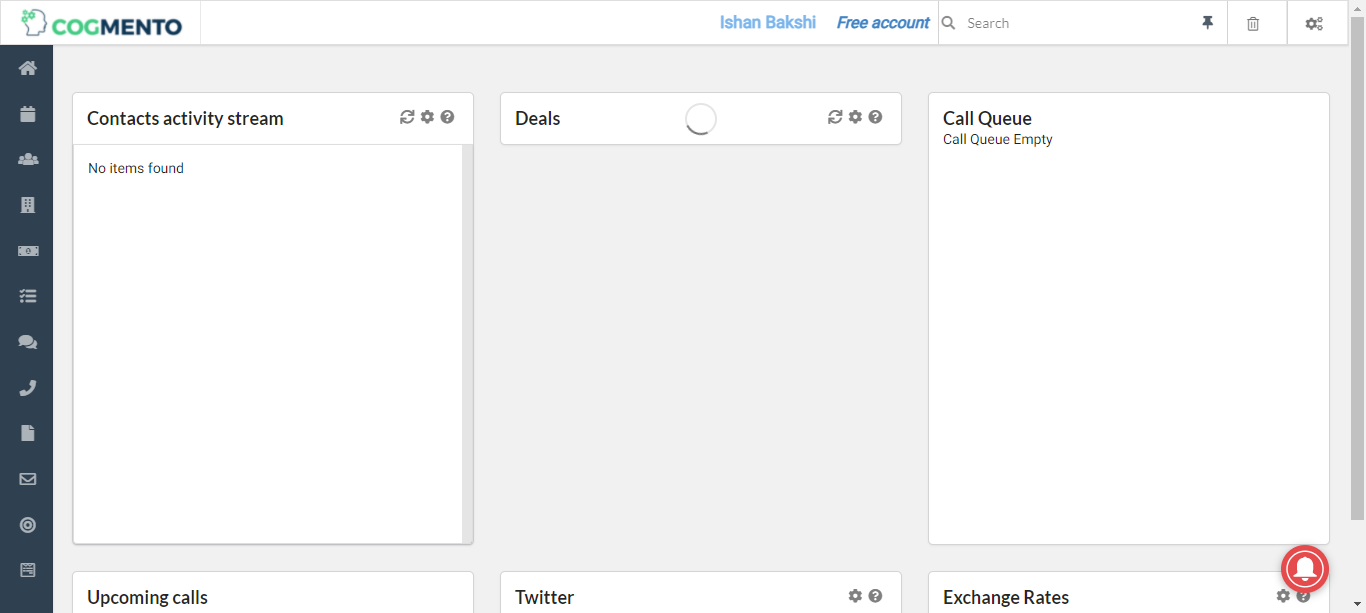 COGMENTO
Ishan Bakshi
Free account
Search
Contacts activity stream
No items found
Deals
Call Queue
Call Queue Empty
Upcoming calls
Twitter
Exchange Rates